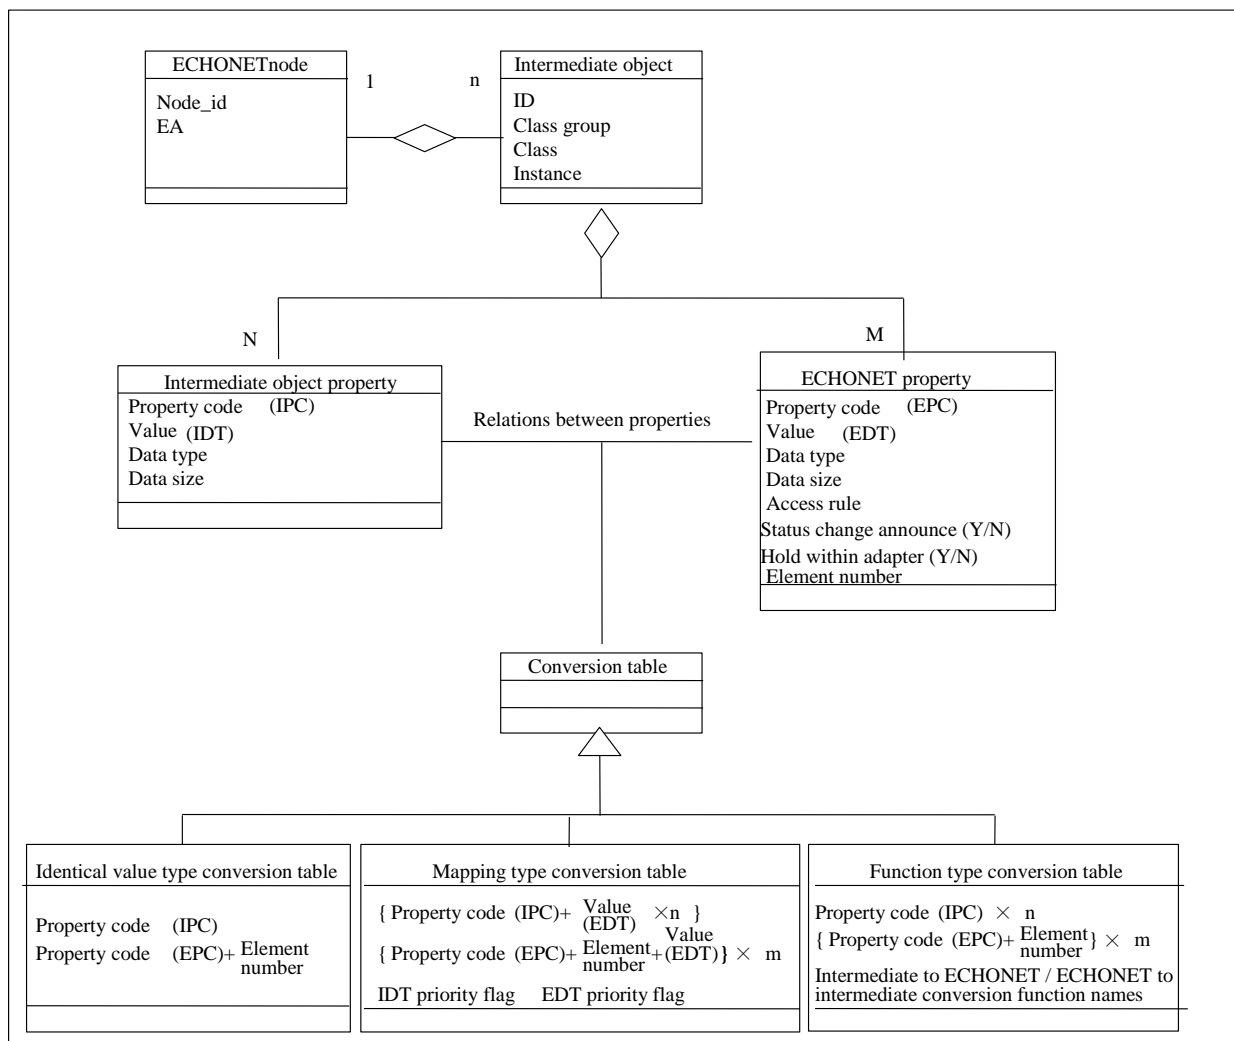 ECHONETnode
Node_id
EA
1
n
Intermediate object
ID
Class group
Class
Instance
N
M
Intermediate object property
Property code (IPC)
Value (IDT)
Data type
Data size
Relations between properties
ECHONET property
Property code (EPC)
Value (EDT)
Data type
Data size
Access rule
Status change announce (Y/N)
Hold within adapter (Y/N)
Element number
Conversion table
Identical value type conversion table
Property code (IPC)
Property code (EPC)+ Element number
Mapping type conversion table
{ Property code (IPC)+ Value (EDT) ×n }
{ Property code (EPC)+ Element number + Value (EDT)} × m
IDT priority flag EDT priority flag
Function type conversion table
Property code (IPC) × n
{ Property code (EPC)+ Element number } × m
Intermediate to ECHONET / ECHONET to
intermediate conversion function names